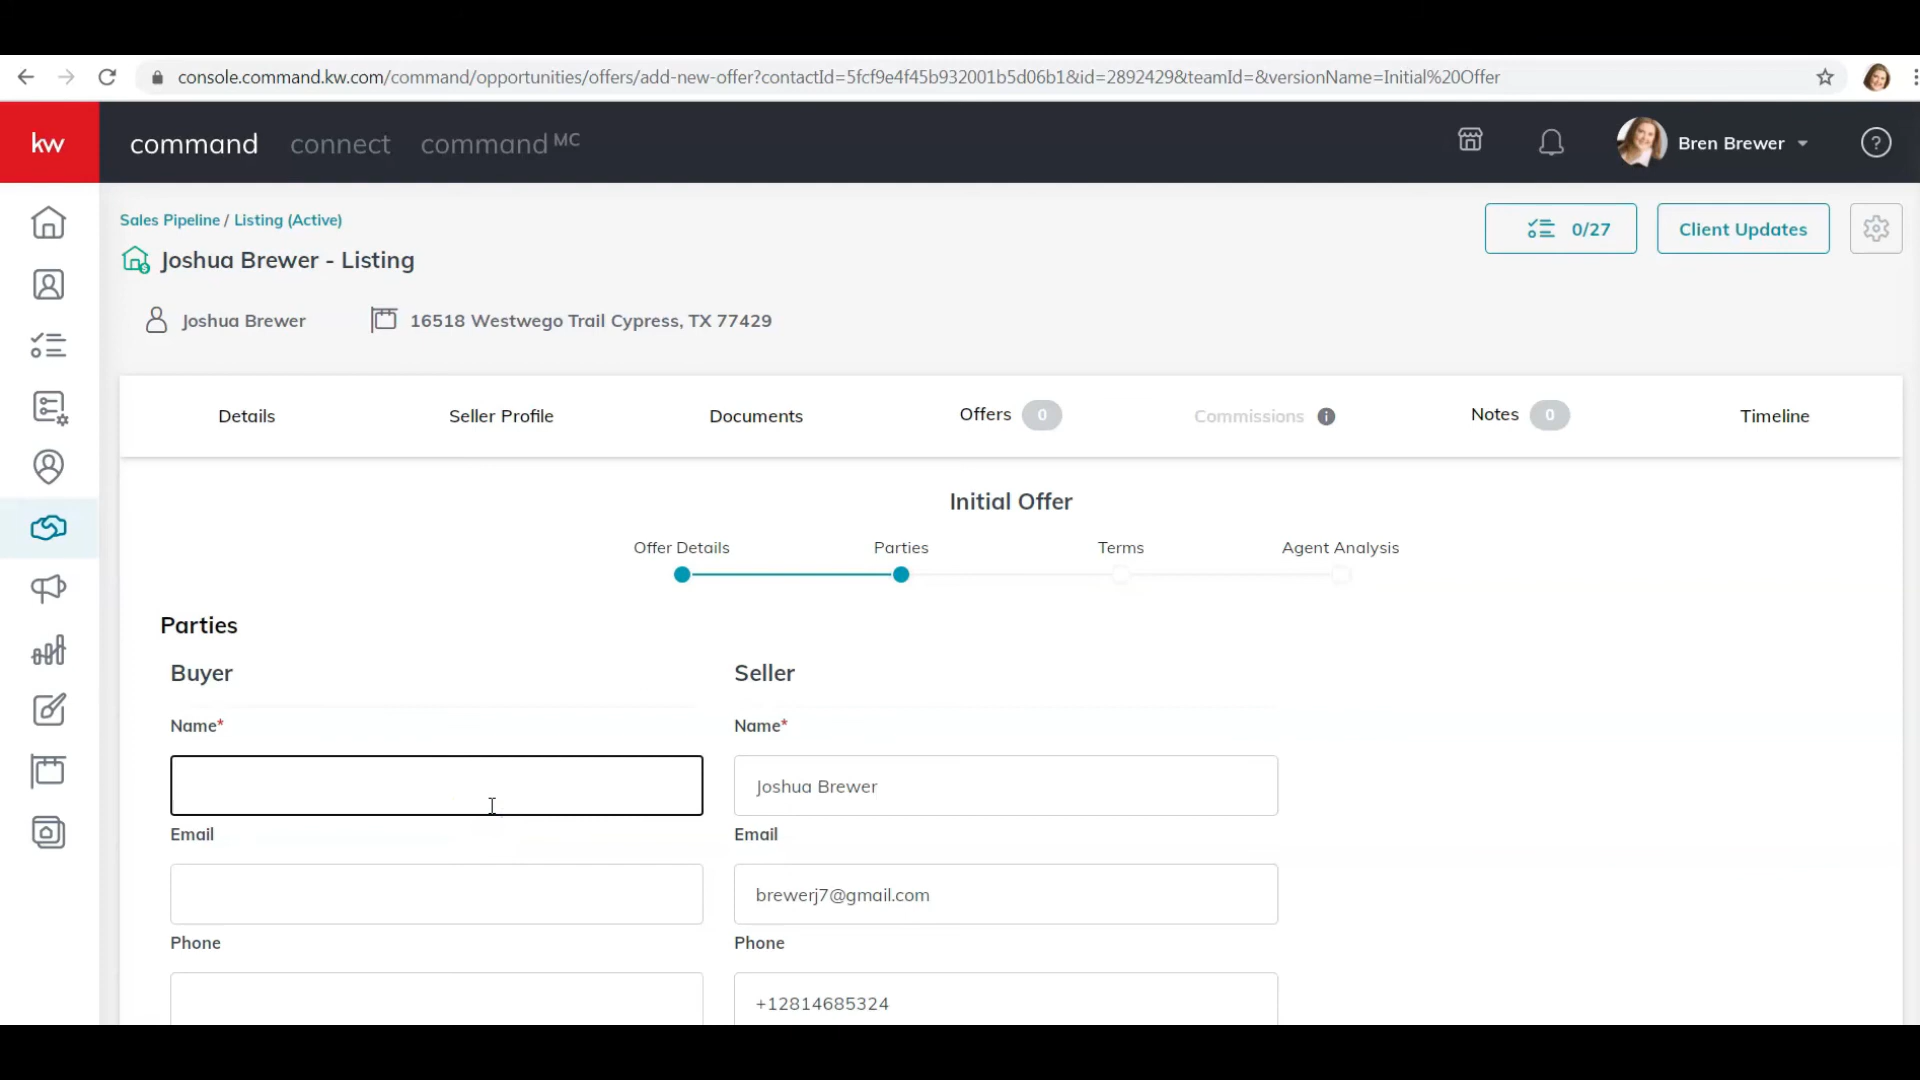 console.command.kw.com/command/opportunities/offers/add-new-offer?contactId=5fcf9e4f45b932001b5d06b1&id=2892429&teamId=&versionName=Initial%20Offer
kw command connect command MC Bren Brewer ?
Sales Pipeline / Listing (Active)
0/27 Client Updates
Joshua Brewer - Listing
Joshua Brewer 16518 Westwego Trail Cypress, TX 77429
Details Seller Profile Documents Offers 0 Commissions i Notes 0 Timeline
Initial Offer
Offer Details Parties Terms Agent Analysis
Parties
Buyer Seller
Name* Name*
Joshua Brewer
Email Email
brewerj7@gmail.com
Phone Phone
+12814685324